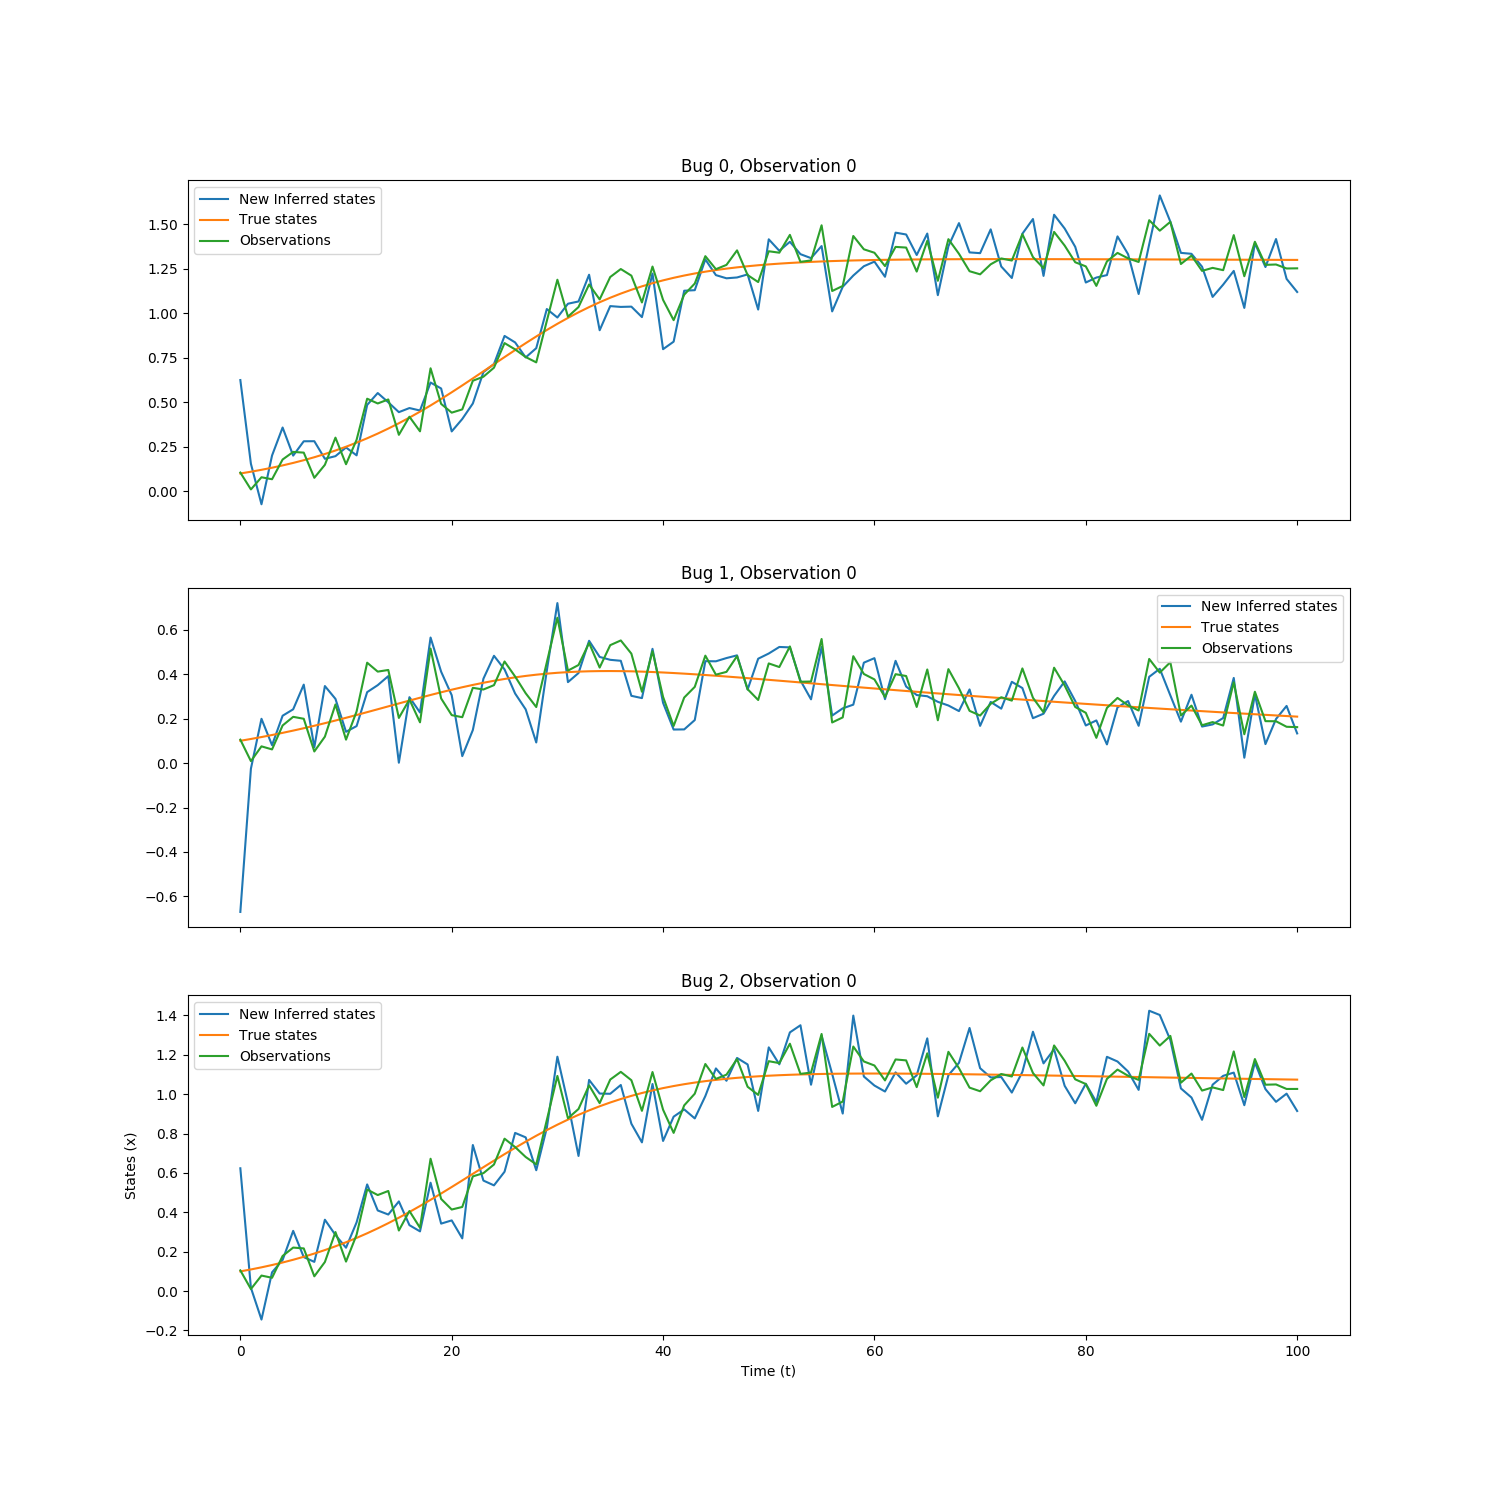 Bug 0, Observation 0
New Inferred states
True states
Observations
1.50
1.25
1.00
0.75
0.50
0.25
0.00
Bug 1, Observation 0
New Inferred states
True states
Observations
0.6
0.4
0.2
0.0
−0.2
−0.4
−0.6
Bug 2, Observation 0
New Inferred states
True states
Observations
1.4
1.2
1.0
0.8
0.6
0.4
0.2
0.0
−0.2
States (x)
0 20 40 60 80 100
Time (t)